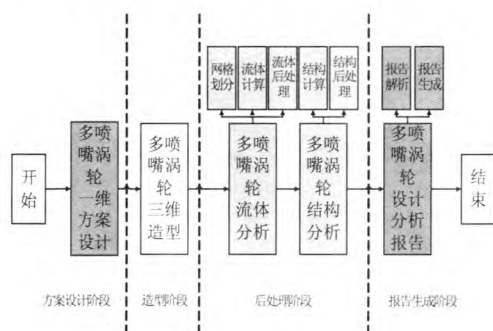 网格
划分
流体
计算
流体
后处
理
结构
计算
结构
后处
理
报告
解析
报告
生成
开
始
多喷
嘴涡
轮
一维
方案
设计
多喷
嘴涡
轮
三维
造型
多喷
嘴涡
轮
流体
分析
多喷
嘴涡
轮
结构
分析
多喷
嘴涡
轮
设计
分析
报告
结
束
方案设计阶段
造型阶段
后处理阶段
报告生成阶段